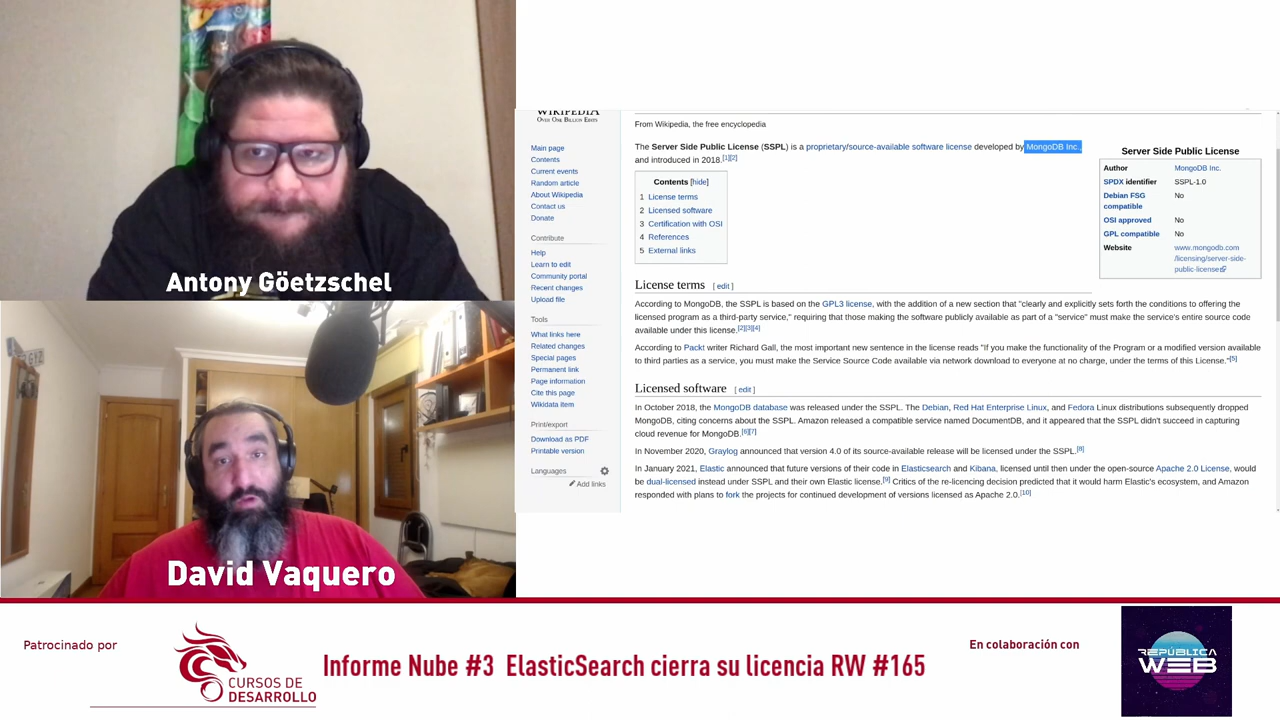 Antony Göetzschel
David Vaquero
WIKIPEDIA
OVER ONE BILLION EDITS
Main page
Contents
Current events
Random article
About Wikipedia
Contact us
Donate
Contribute
Help
Learn to edit
Community portal
Recent changes
Upload file
Tools
What links here
Related changes
Special pages
Permanent link
Page information
Cite this page
Wikidata item
Print/export
Download as PDF
Printable version
Languages
Add links
From Wikipedia, the free encyclopedia
The Server Side Public License (SSPL) is a proprietary/source-available software license developed by MongoDB Inc.,
and introduced in 2018.[1][2]
Contents [hide]
1 License terms
2 Licensed software
3 Certification with OSI
4 References
5 External links
Server Side Public License
Author MongoDB Inc.
SPDX identifier SSPL-1.0
Debian FSG No
compatible
OSI approved No
GPL compatible No
Website www.mongodb.com
/licensing/server-side-
public-license
License terms [ edit ]
According to MongoDB, the SSPL is based on the GPL3 license, with the addition of a new section that "clearly and explicitly sets forth the conditions to offering the
licensed program as a third-party service," requiring that those making the software publicly available as part of a "service" must make the service's entire source code
available under this license.[2][3][4]
According to Packt writer Richard Gall, the most important new sentence in the license reads "If you make the functionality of the Program or a modified version available
to third parties as a service, you must make the Service Source Code available via network download to everyone at no charge, under the terms of this License."[5]
Licensed software [ edit ]
In October 2018, the MongoDB database was released under the SSPL. The Debian, Red Hat Enterprise Linux, and Fedora Linux distributions subsequently dropped
MongoDB, citing concerns about the SSPL. Amazon released a compatible service named DocumentDB, and it appeared that the SSPL didn't succeed in capturing
cloud revenue for MongoDB.[6][7]
In November 2020, Graylog announced that version 4.0 of its source-available release will be licensed under the SSPL.[8]
In January 2021, Elastic announced that future versions of their code in Elasticsearch and Kibana, licensed until then under the open-source Apache 2.0 License, would
be dual-licensed instead under SSPL and their own Elastic license.[9] Critics of the re-licencing decision predicted that it would harm Elastic's ecosystem, and Amazon
responded with plans to fork the projects for continued development of versions licensed as Apache 2.0.[10]
Patrocinado por
CURSOS DE
DESARROLLO
Informe Nube #3 ElasticSearch cierra su licencia RW #165
En colaboración con
REPÚBLICA
WEB